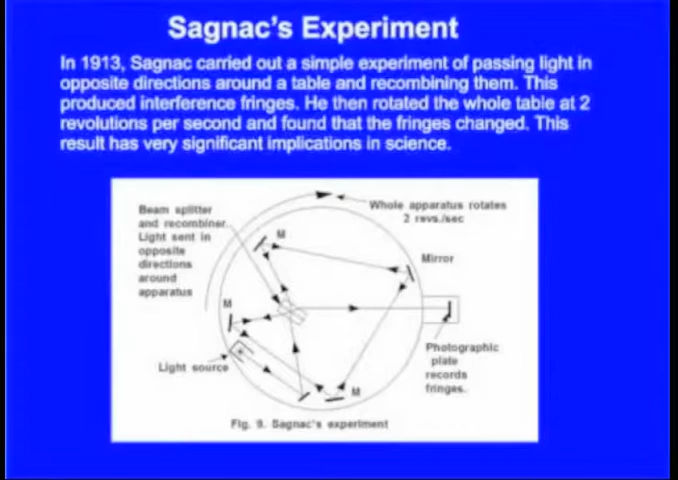 Sagnac's Experiment
In 1913, Sagnac carried out a simple experiment of passing light in
opposite directions around a table and recombining them. This
produced interference fringes. He then rotated the whole table at 2
revolutions per second and found that the fringes changed. This
result has very significant implications in science.
Beam splitter
and recombiner
Light sent in
opposite
directions
around
apparatus
Whole apparatus rotates
2 revs./sec
M
Mirror
M
Light source
M
Photographic
plate
records
fringes.
Fig. 9. Sagnac's experiment